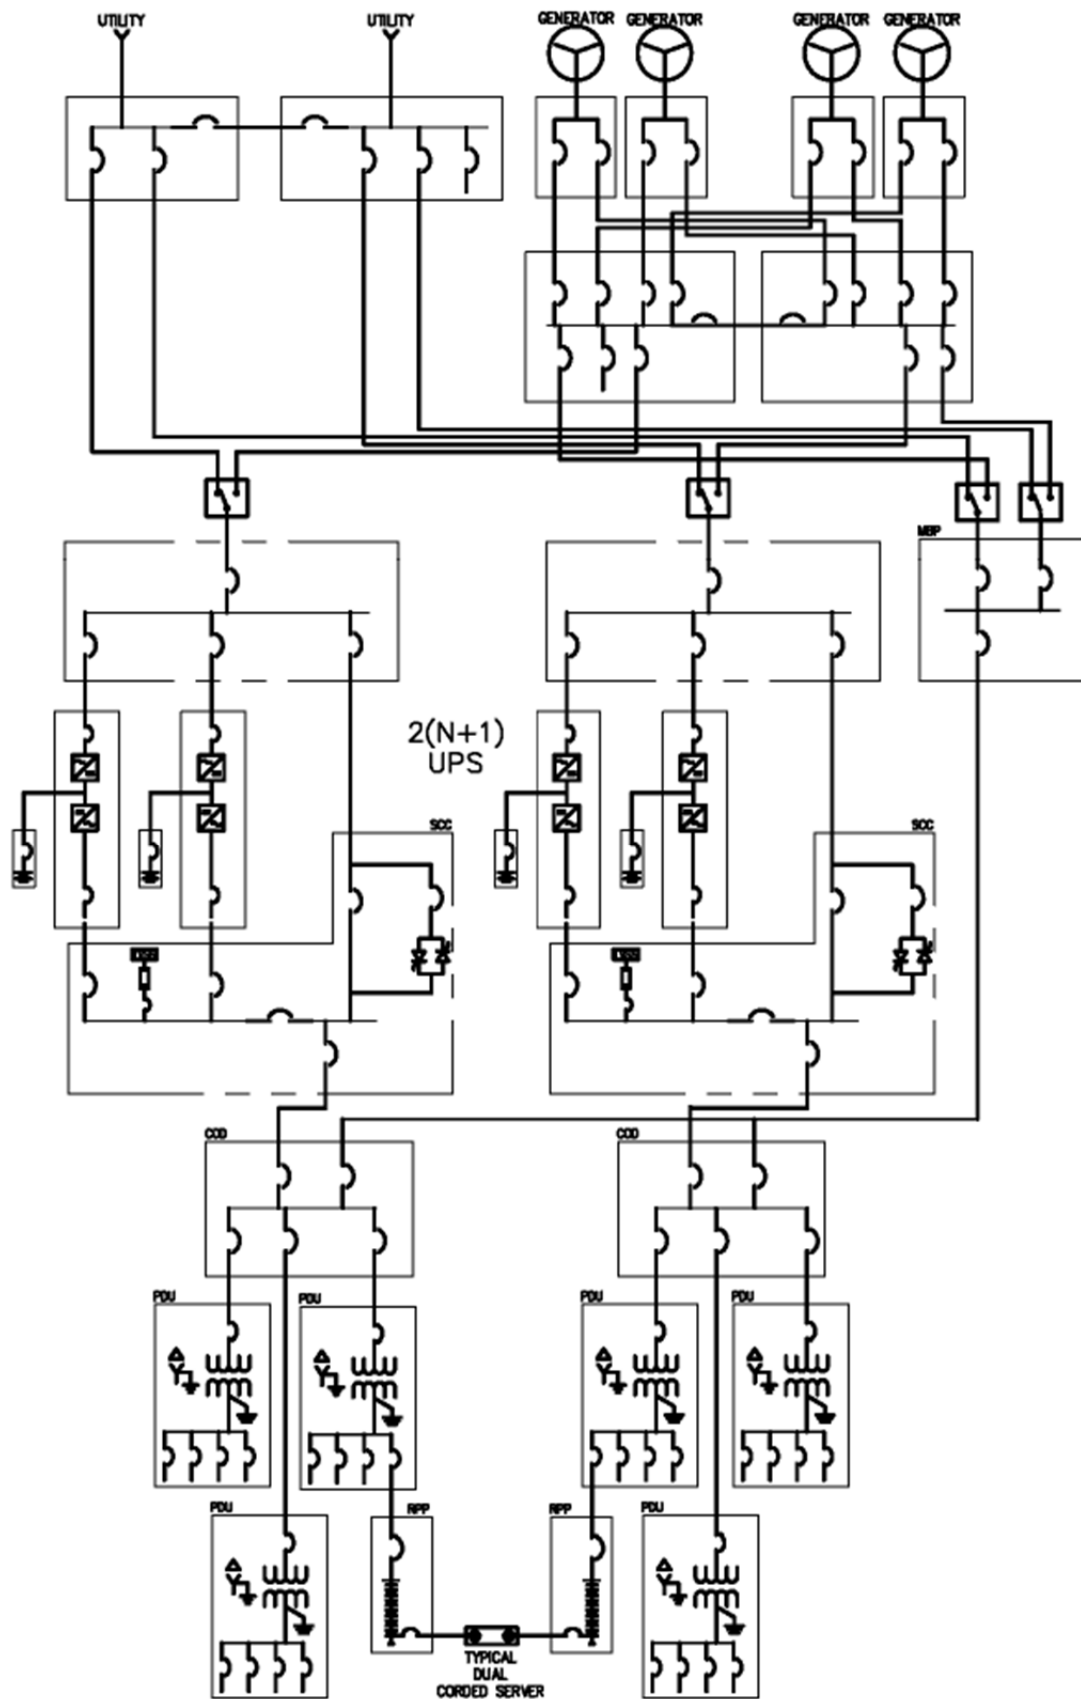 UTILITY
UTILITY
GENERATOR
GENERATOR
GENERATOR
GENERATOR
MBP
2(N+1)
UPS
SCC
SCC
COD
COD
PDU
PDU
PDU
PDU
PDU
RPP
RPP
PDU
TYPICAL
DUAL
CORDED SERVER